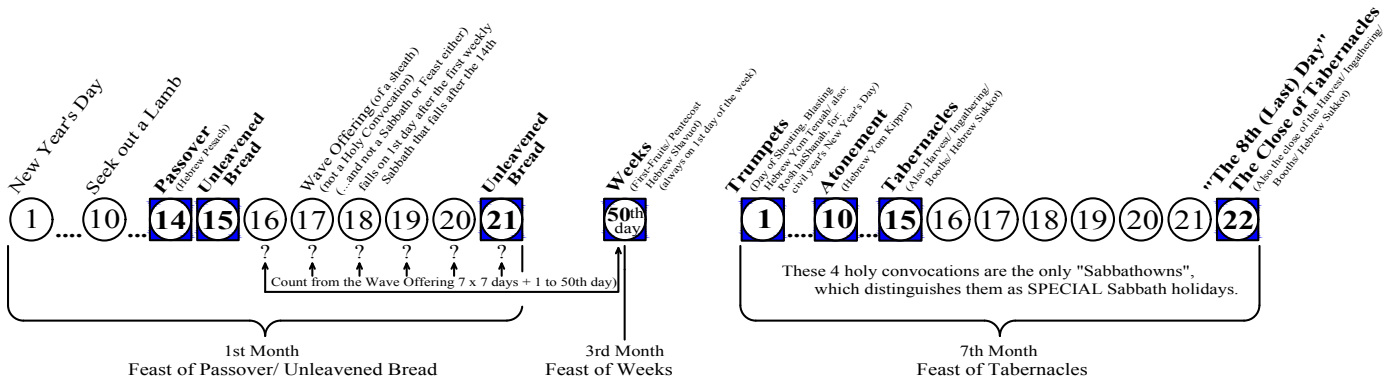 New Year's Day
1
....
Seek out a Lamb
10
...
Passover
(Hebrew Pesach)
14
Unleavened
Bread
15
16
Wave Offering (of a sheath)
(not a Holy Convocation)
(...and not a Sabbath or Feast either)
falls on 1st day after the first weekly
Sabbath that falls after the 14th
17
18
19
20
Unleavened
Bread
21
? ? ? ? ? ?
Count from the Wave Offering 7 x 7 days + 1 to 50th day)
1st Month
Feast of Passover/ Unleavened Bread
Weeks
(First-Fruits/ Pentecost
Hebrew Shavuot)
(always on 1st day of the week)
50th
day
3rd Month
Feast of Weeks
Trumpets
(Day of Shouting, Blasting
Hebrew Yom Teruah/ also:
Rosh haShanah, for:
civil year's New Year's Day)
1
....
Atonement
(Hebrew Yom Kippur)
10
...
Tabernacles
(Also Harvest/ Ingathering/
Booths/ Hebrew Sukkot)
15
16
17
18
19
20
21
"The 8th (Last) Day"
The Close of Tabernacles
(Also the close of the Harvest/ Ingathering/
Booths/ Hebrew Sukkot)
22
These 4 holy convocations are the only "Sabbathowns",
which distinguishes them as SPECIAL Sabbath holidays.
7th Month
Feast of Tabernacles